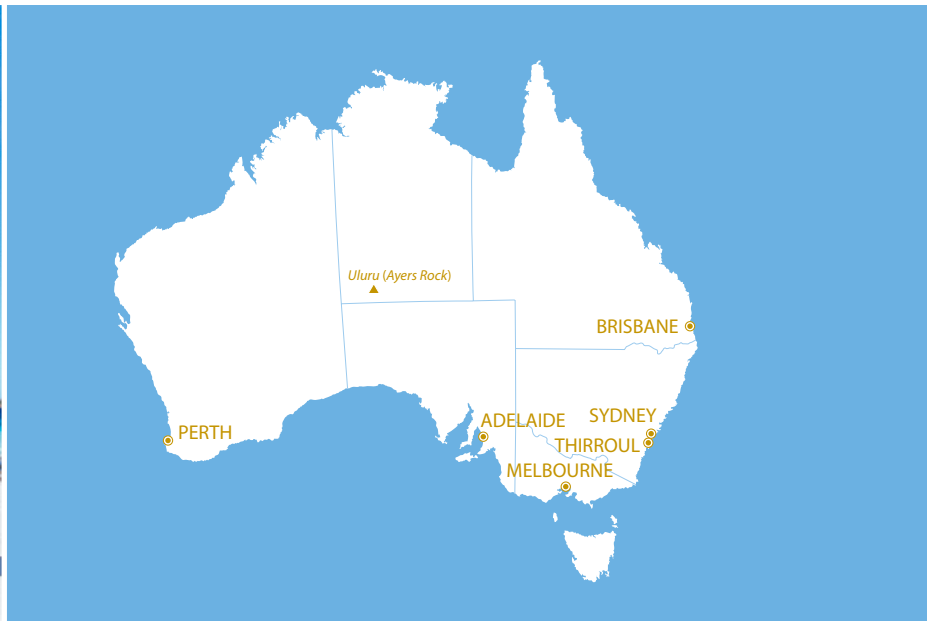 Uluru (Ayers Rock)
BRISBANE
SYDNEY
ADELAIDE
PERTH
THIRROUL
MELBOURNE